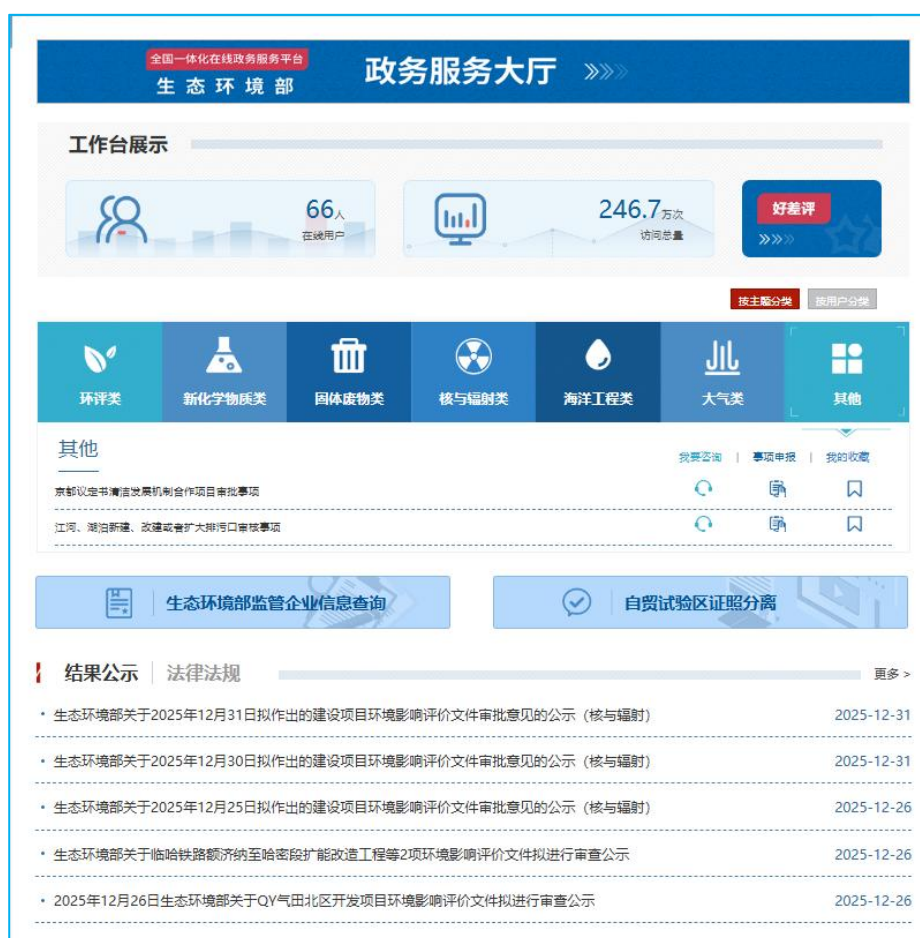 全国一体化在线政务服务平台
生态环境部
政务服务大厅 »»
工作台展示
66人
在线用户
246.7万次
访问总量
好差评
»»
按主题分类 按用户分类
环评类 新化学物质类 固体废物类 核与辐射类 海洋工程类 大气类 其他
其他
我要咨询 | 事项申报 | 我的收藏
京都议定书清洁发展机制合作项目审批事项
江河、湖泊新建、改建或者扩大排污口审核事项
生态环境部监管企业信息查询 自贸试验区证照分离
结果公示 | 法律法规 更多 >
• 生态环境部关于2025年12月31日拟作出的建设项目环境影响评价文件审批意见的公示（核与辐射） 2025-12-31
• 生态环境部关于2025年12月30日拟作出的建设项目环境影响评价文件审批意见的公示（核与辐射） 2025-12-31
• 生态环境部关于2025年12月25日拟作出的建设项目环境影响评价文件审批意见的公示（核与辐射） 2025-12-26
• 生态环境部关于临哈铁路额济纳至哈密段扩能改造工程等2项环境影响评价文件拟进行审查公示 2025-12-26
• 2025年12月26日生态环境部关于QY气田北区开发项目环境影响评价文件拟进行审查公示 2025-12-26